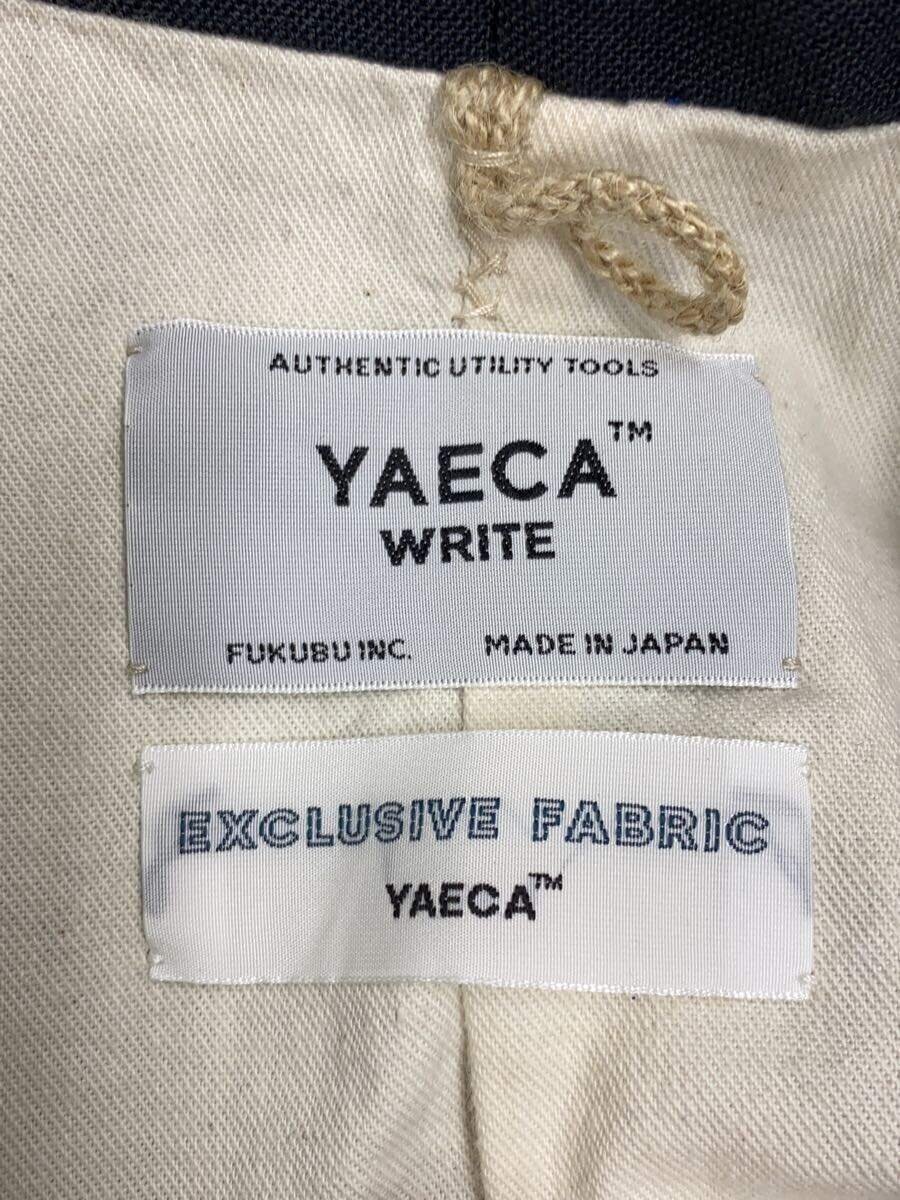 AUTHENTIC UTILITY TOOLS
YAECA™
WRITE
FUKUBU INC. MADE IN JAPAN
EXCLUSIVE FABRIC
YAECA™